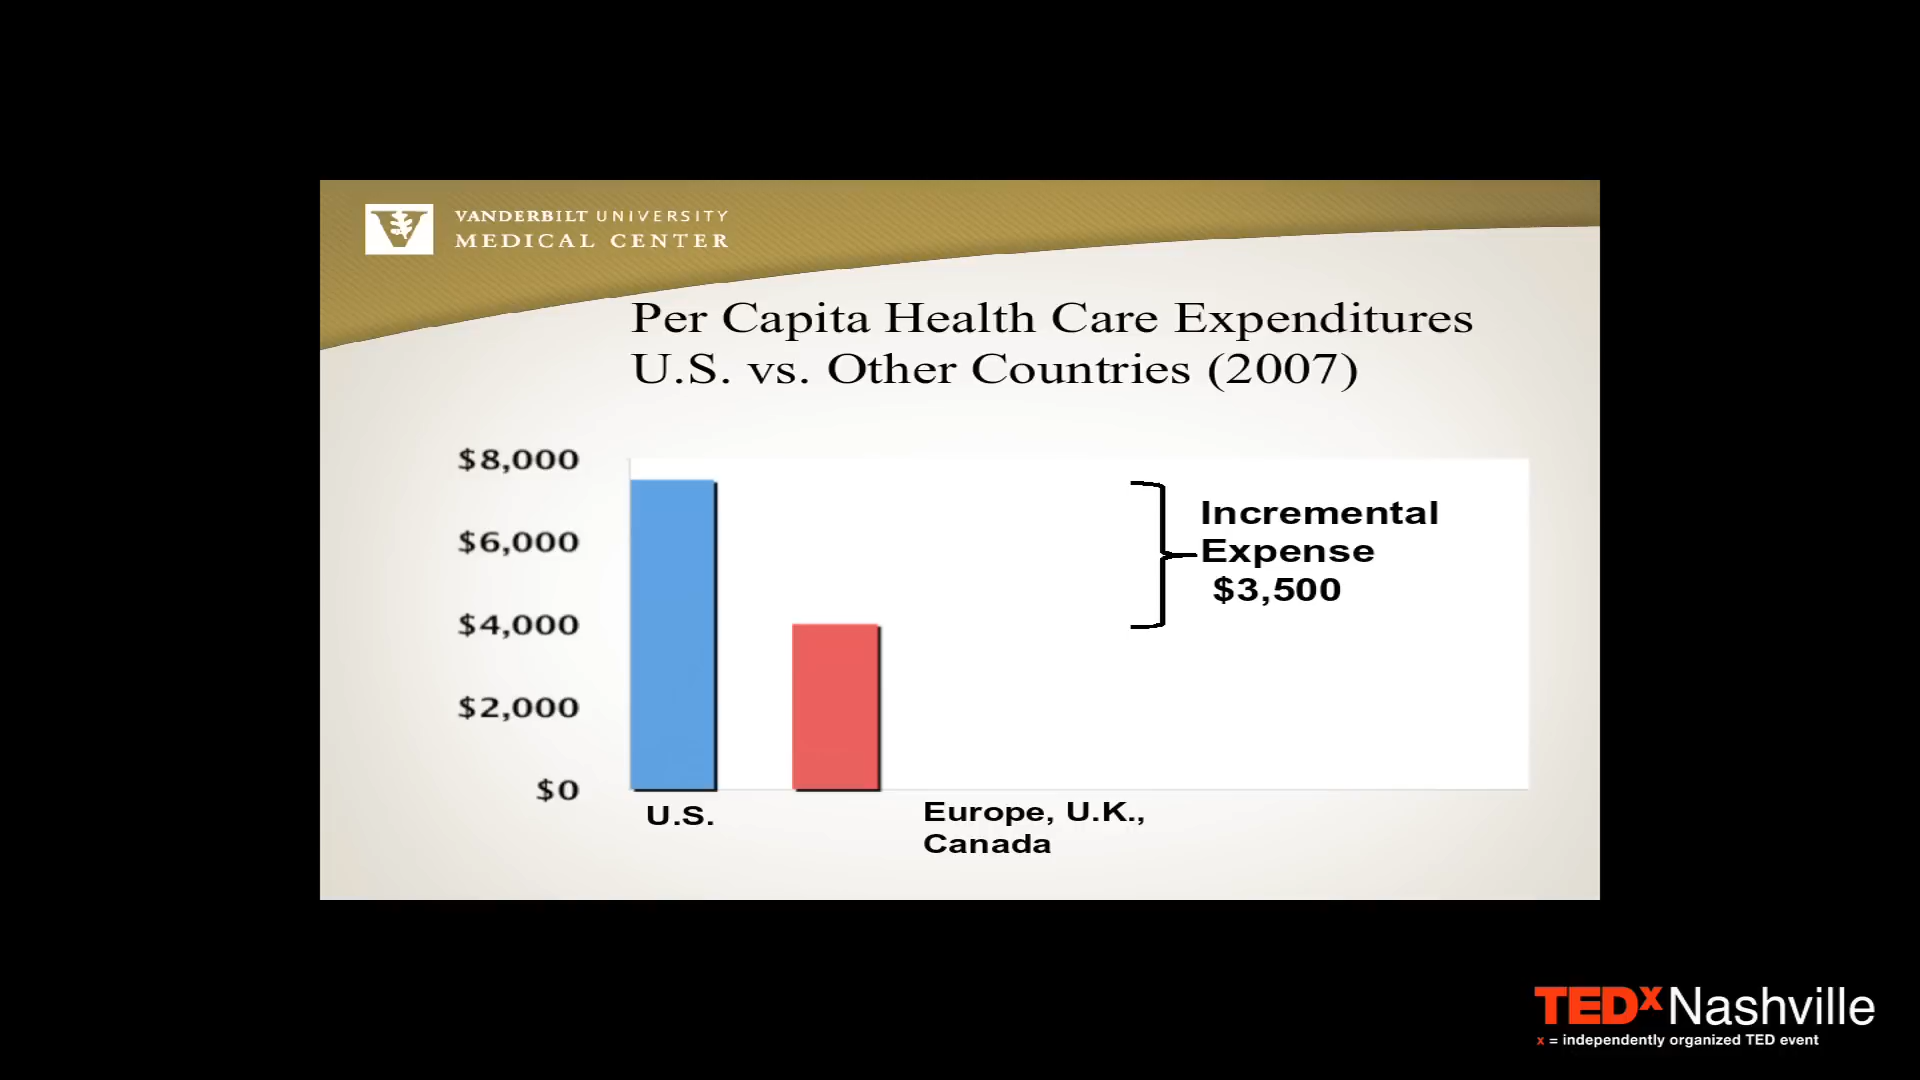 VANDERBILT UNIVERSITY
MEDICAL CENTER
Per Capita Health Care Expenditures
U.S. vs. Other Countries (2007)
$8,000
$6,000
$4,000
$2,000
$0
Incremental
Expense
$3,500
U.S.
Europe, U.K.,
Canada
TEDxNashville
x = independently organized TED event